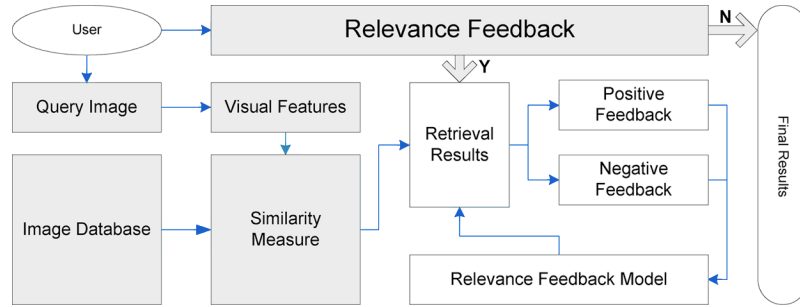 User
Relevance Feedback
N
Y
Query Image
Visual Features
Retrieval
Results
Positive
Feedback
Negative
Feedback
Image Database
Similarity
Measure
Relevance Feedback Model
Final Results